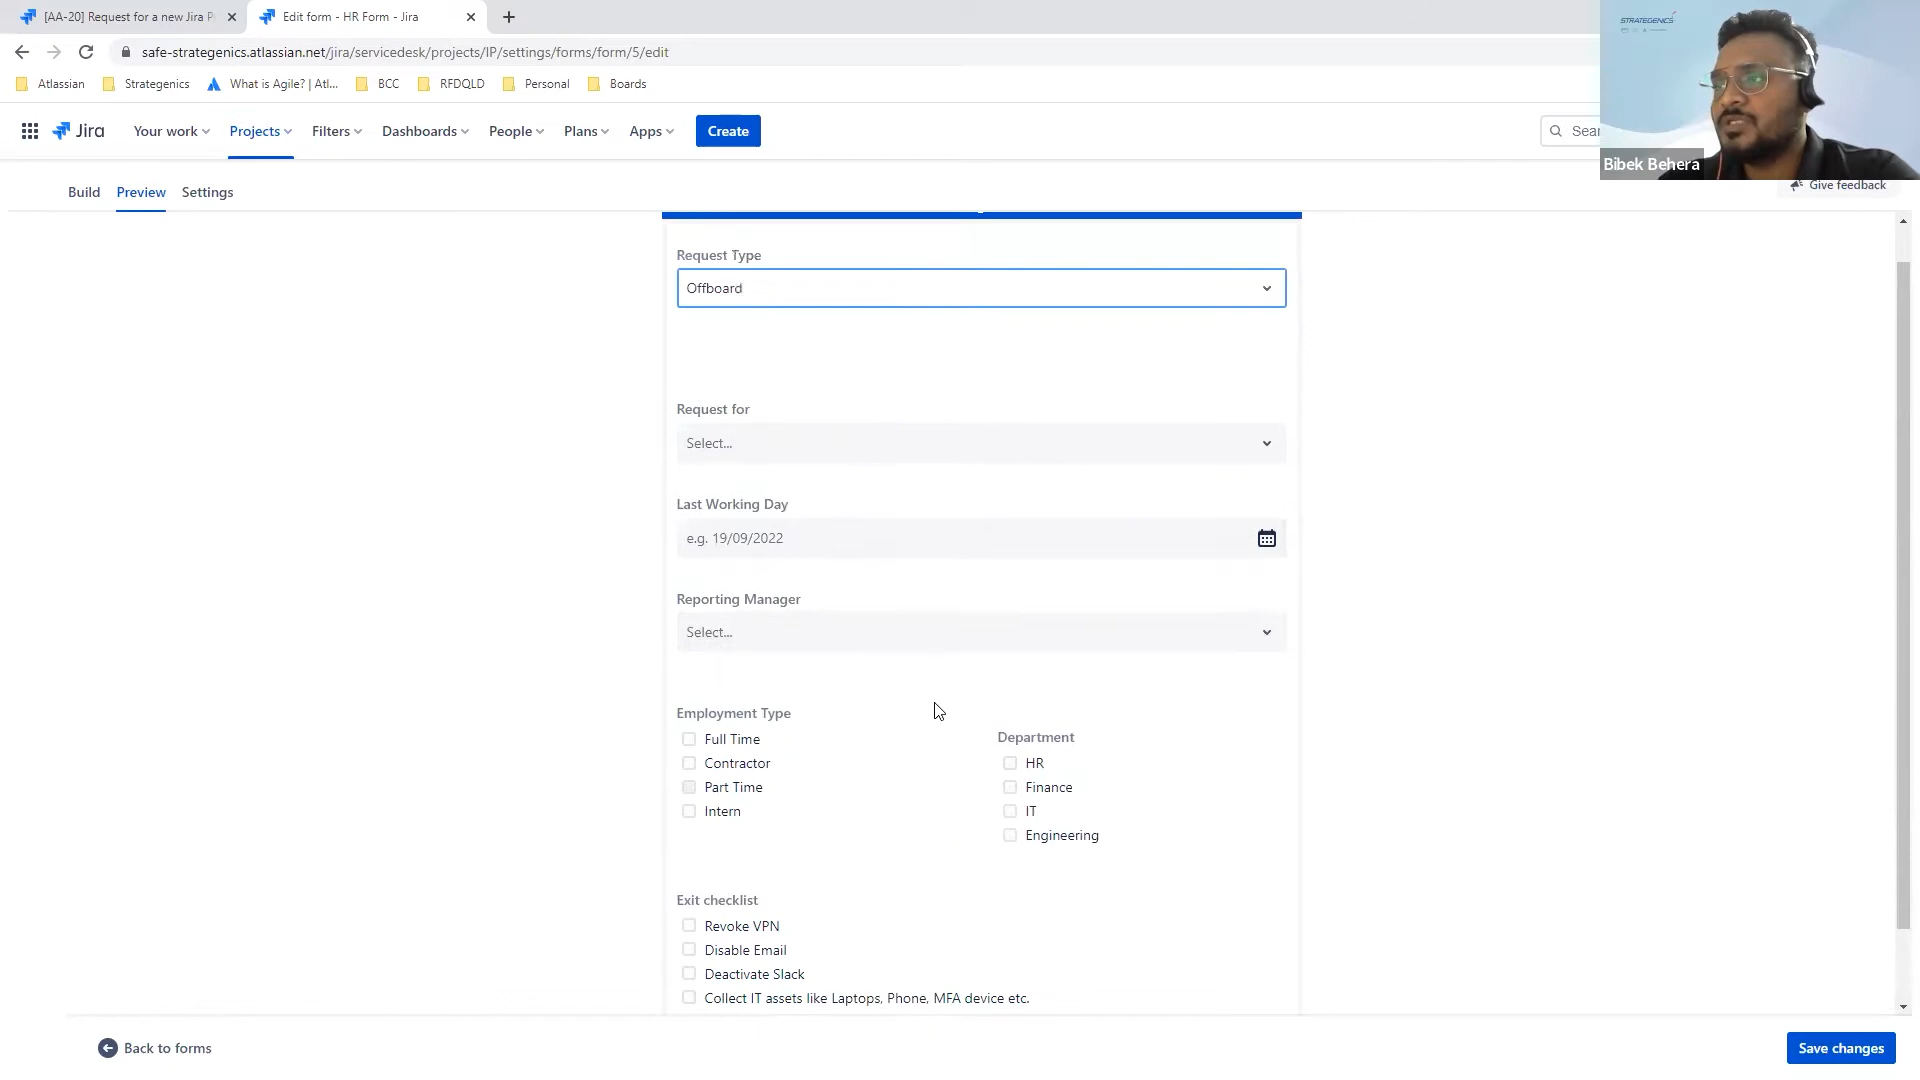 [AA-20] Request for a new Jira P
Edit form - HR Form - Jira
safe-strategenics.atlassian.net/jira/servicedesk/projects/IP/settings/forms/form/5/edit
Atlassian
Strategenics
What is Agile? | Atl...
BCC
RFDQLD
Personal
Boards
STRATEGENICS
Jira
Your work
Projects
Filters
Dashboards
People
Plans
Apps
Create
Sear
Bibek Behera
Build
Preview
Settings
Give feedback
Request Type
Offboard
Request for
Select...
Last Working Day
e.g. 19/09/2022
Reporting Manager
Select...
Employment Type
Full Time
Contractor
Part Time
Intern
Department
HR
Finance
IT
Engineering
Exit checklist
Revoke VPN
Disable Email
Deactivate Slack
Collect IT assets like Laptops, Phone, MFA device etc.
Back to forms
Save changes